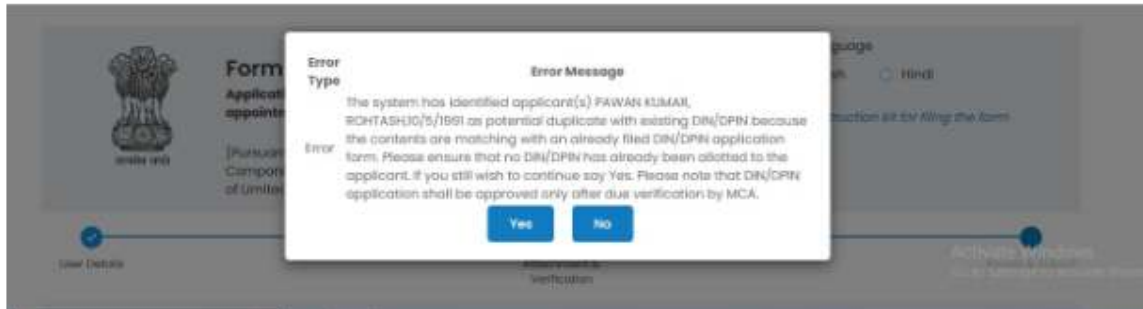 Form
Applicati
appointm
[Pursuan
Compan
of Limited
Error Type
Error Message
Error
The system has identified applicant(s) PAWAN KUMAR,
ROHTASH,10/5/1991 as potential duplicate with existing DIN/DPIN because
the contents are matching with an already filed DIN/DPIN application
form. Please ensure that no DIN/DPIN has already been allotted to the
applicant. If you still wish to continue say Yes. Please note that DIN/DPIN
application shall be approved only after due verification by MCA.
Yes
No
guage
Hindi
uction kit for filing the form
User Details
Verification
Activate Windows